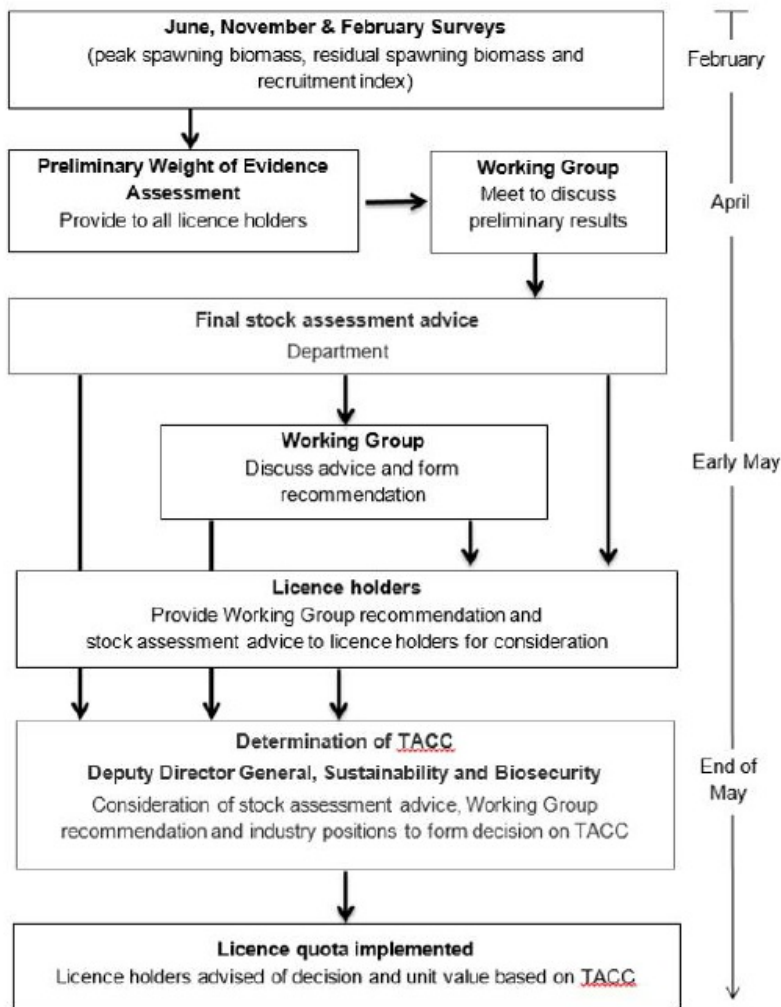 June, November & February Surveys
(peak spawning biomass, residual spawning biomass and
recruitment index)
February
Preliminary Weight of Evidence
Assessment
Provide to all licence holders
Working Group
Meet to discuss
preliminary results
April
Final stock assessment advice
Department
Working Group
Discuss advice and form
recommendation
Early May
Licence holders
Provide Working Group recommendation and
stock assessment advice to licence holders for consideration
Determination of TACC
Deputy Director General, Sustainability and Biosecurity
Consideration of stock assessment advice, Working Group
recommendation and industry positions to form decision on TACC
End of
May
Licence quota implemented
Licence holders advised of decision and unit value based on TACC